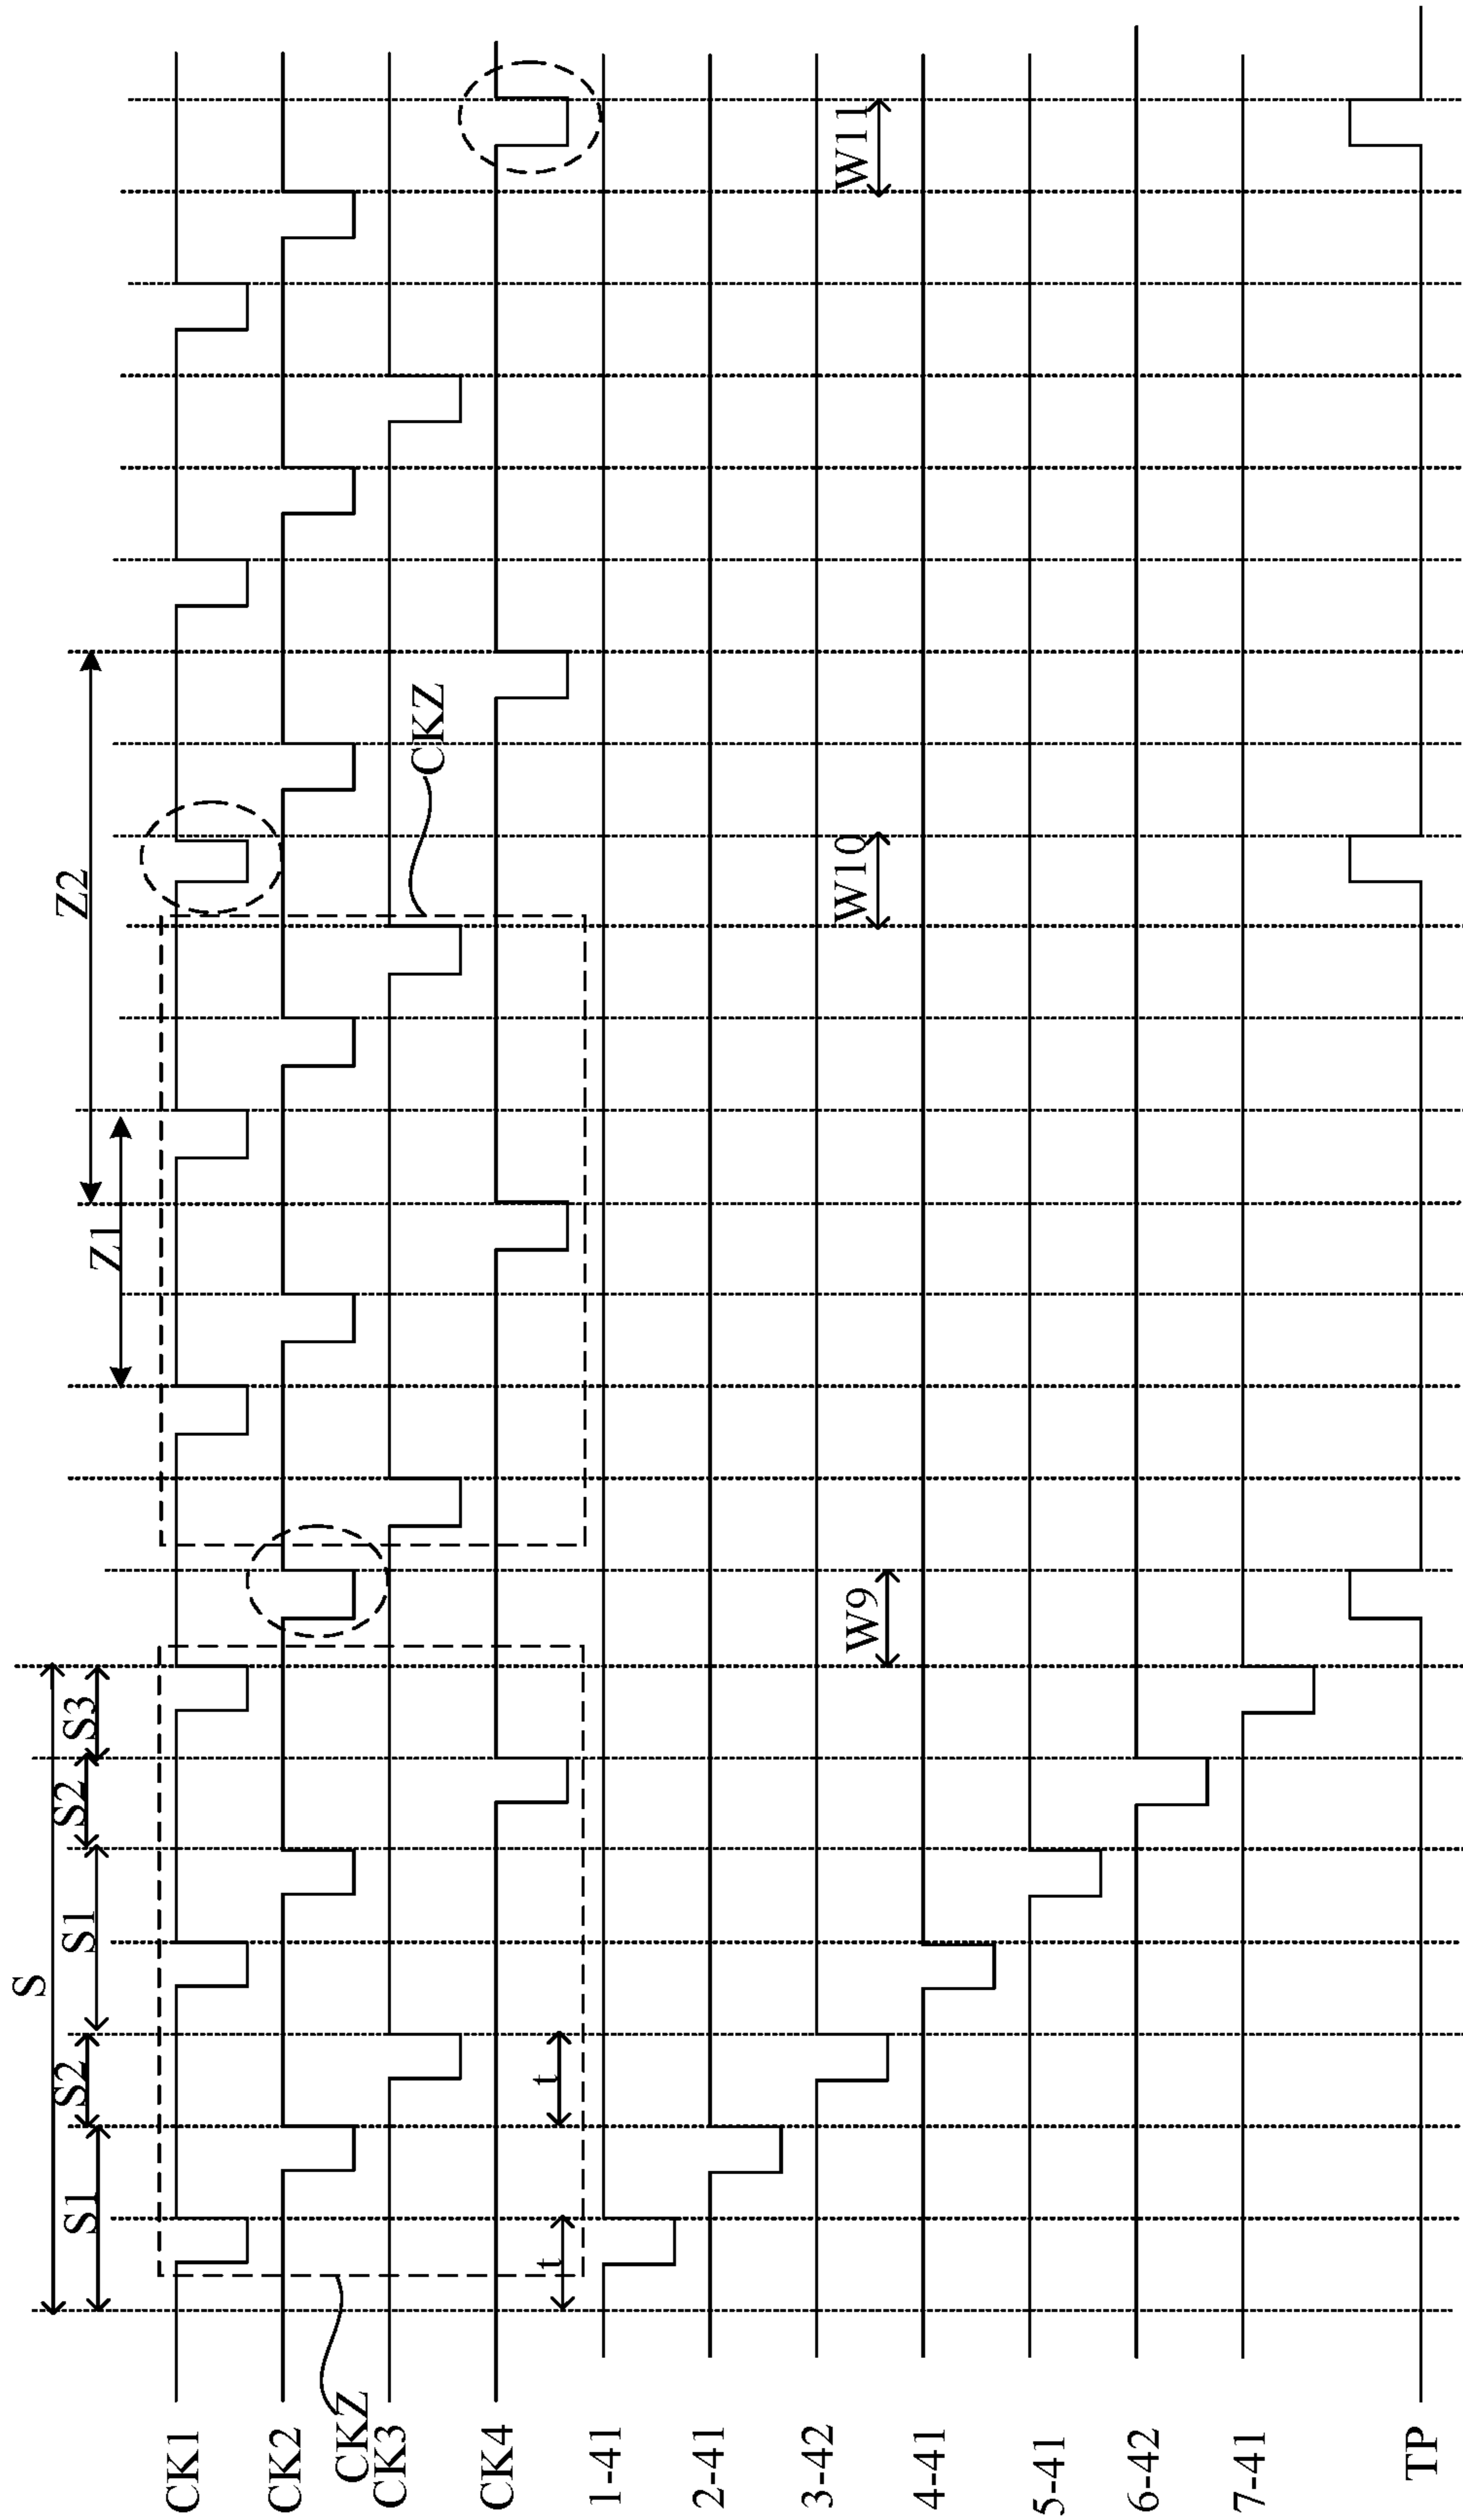 S
Z2
S1
S2
S1
S2
S3
Z1
CK1
CK2
CKZ
CKZ
CK3
t
t
CK4
1-41
2-41
3-42
W9
W10
W11
4-41
5-41
6-42
7-41
TP